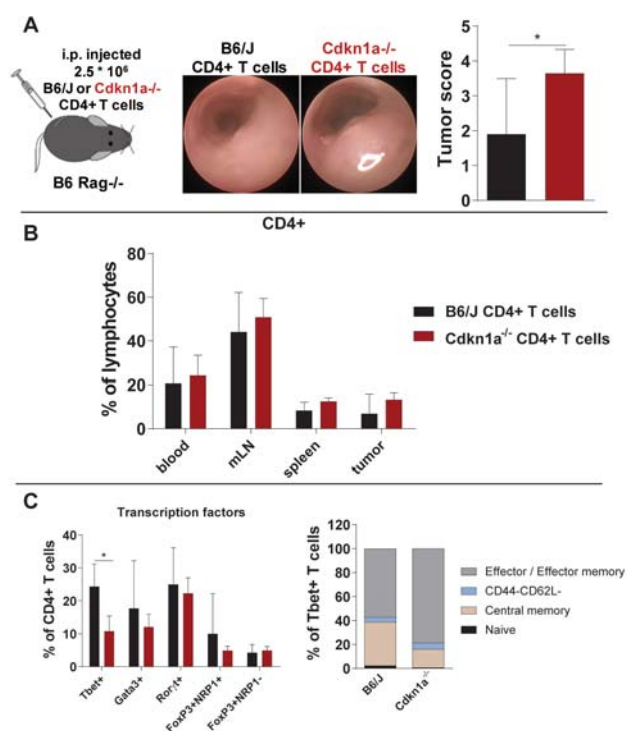 A
i.p. injected
2.5 * 10⁶
B6/J or Cdkn1a-/-
CD4+ T cells
B6 Rag-/-
B6/J
CD4+ T cells
Cdkn1a-/-
CD4+ T cells
Tumor score
5
4
3
2
1
0
*
B
CD4+
% of lymphocytes
80
60
40
20
0
blood
mLN
spleen
tumor
B6/J CD4+ T cells
Cdkn1a-/- CD4+ T cells
C
Transcription factors
% of CD4+ T cells
40
30
20
10
0
*
Tbet+
Gata3+
Rorγt+
FoxP3+NRP1+
FoxP3+NRP1-
% of Tbet+ T cells
120
100
80
60
40
20
0
B6/J
Cdkn1a
Effector / Effector memory
CD44-CD62L-
Central memory
Naive